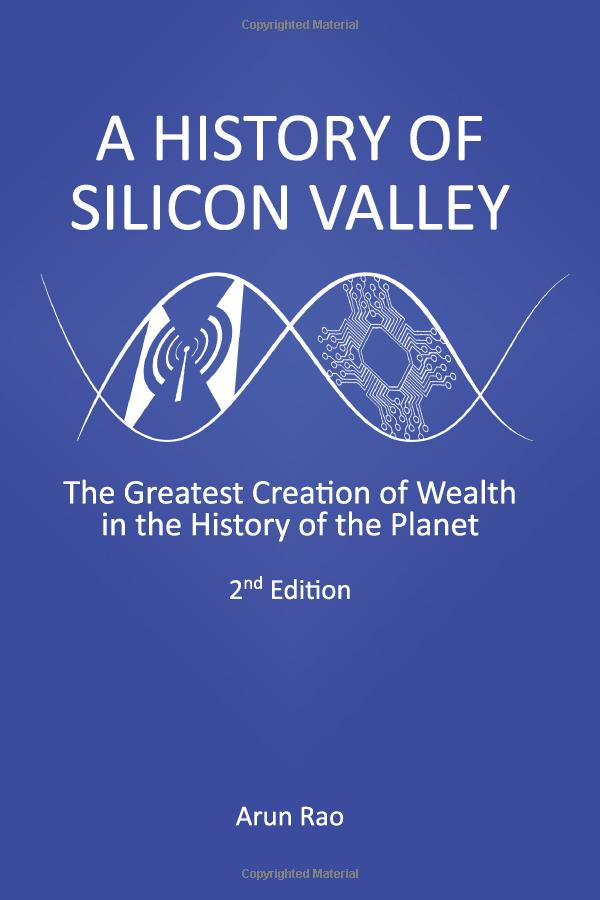 Copyrighted Material
A HISTORY OF
SILICON VALLEY
The Greatest Creation of Wealth
in the History of the Planet
2nd Edition
Arun Rao
Copyrighted Material